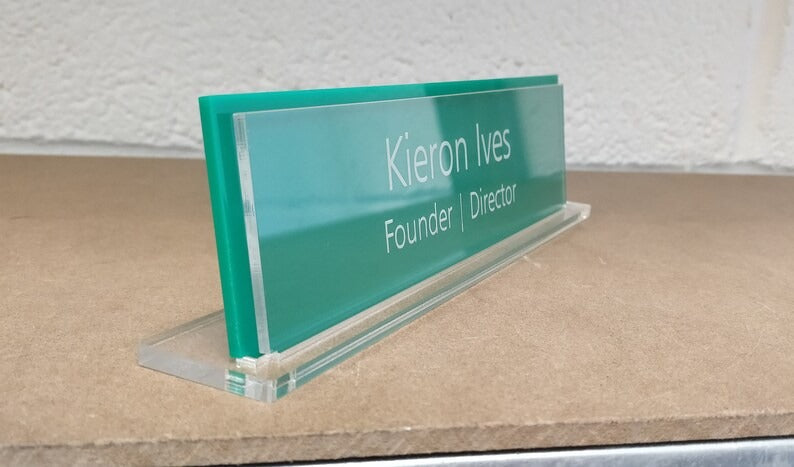 Kieron Ives
Founder | Director